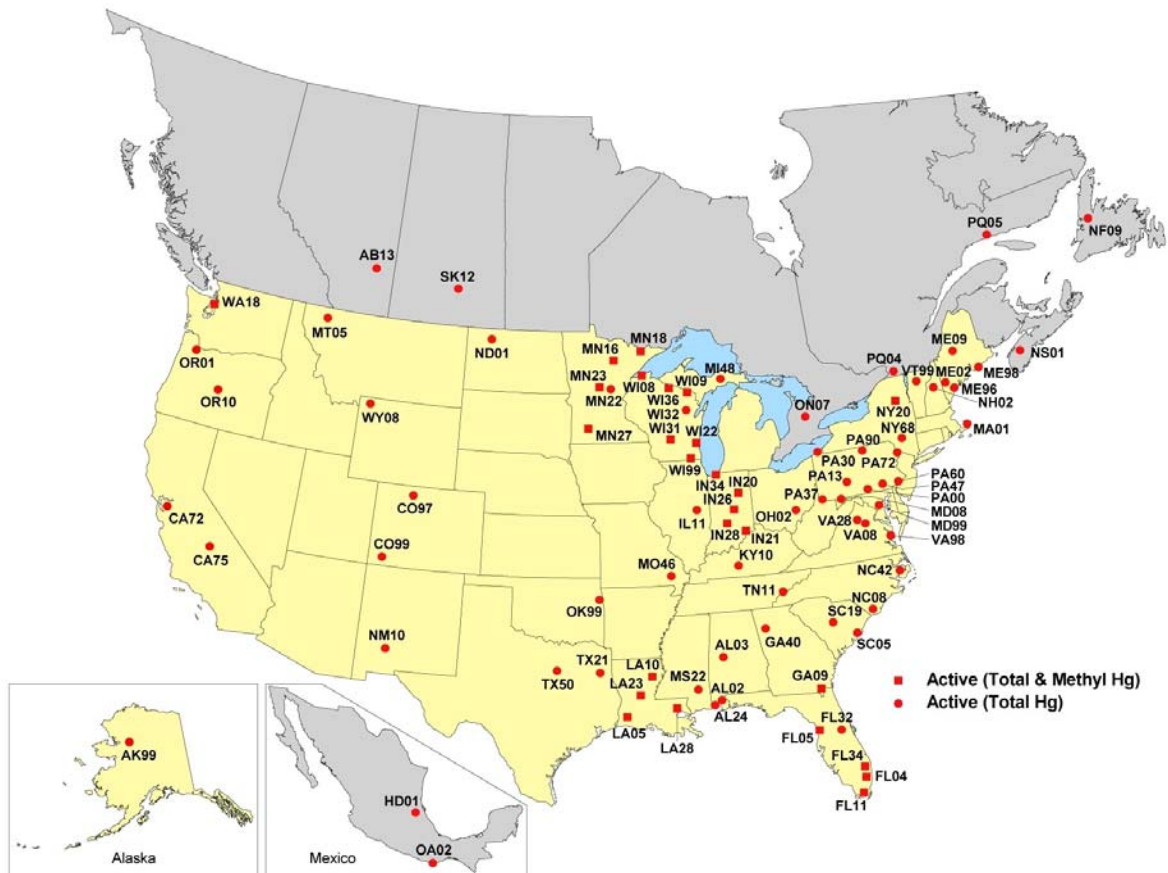 PQ05
NF09
AB13
SK12
WA18
MT05
ND01
MN18
MN16
ME09
NS01
OR01
MN23
WI08
WI09
MI48
PQ04
VT99
ME02
ME98
OR10
WY08
MN22
WI36
WI32
ON07
ME96
NH02
NY20
MN27
WI31
WI22
NY68
MA01
WI99
PA90
PA30
PA72
IN34
IN20
PA13
PA60
PA47
CO97
IN26
PA37
PA00
CA72
IL11
OH02
MD08
IN28
IN21
VA28
VA08
MD99
VA98
CA75
CO99
MO46
KY10
NC42
TN11
OK99
NC08
SC19
NM10
AL03
GA40
SC05
TX50
TX21
LA10
MS22
GA09
Active (Total & Methyl Hg)
LA23
AL02
Active (Total Hg)
AL24
LA05
LA28
FL32
FL05
AK99
FL34
FL04
HD01
FL11
OA02
Alaska
Mexico